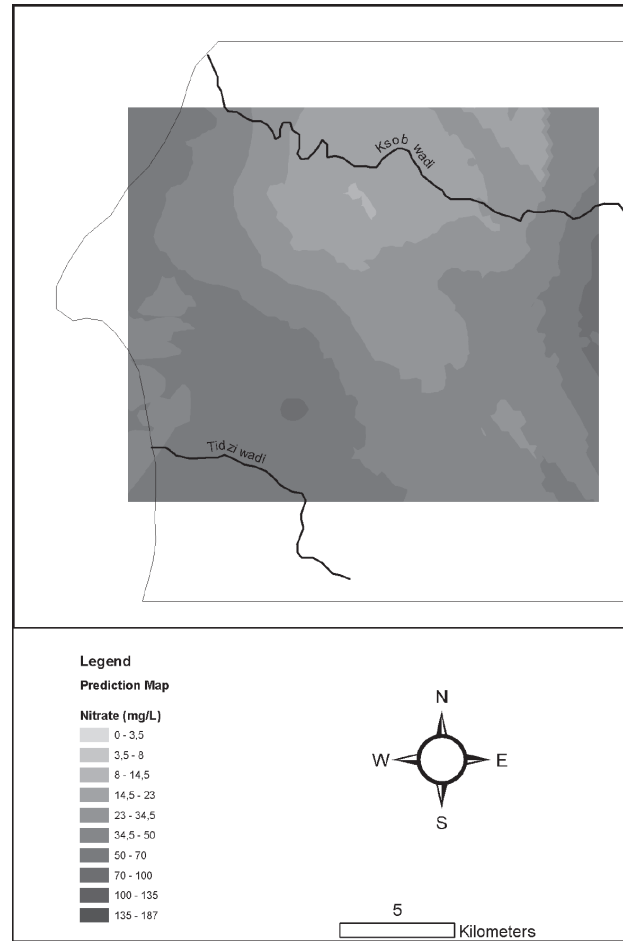 Ksob wadi
Tidzi wadi
Legend
Prediction Map
Nitrate (mg/L)
0 - 3,5
3,5 - 8
8 - 14,5
14,5 - 23
23 - 34,5
34,5 - 50
50 - 70
70 - 100
100 - 135
135 - 187
N
W E
S
5
Kilometers